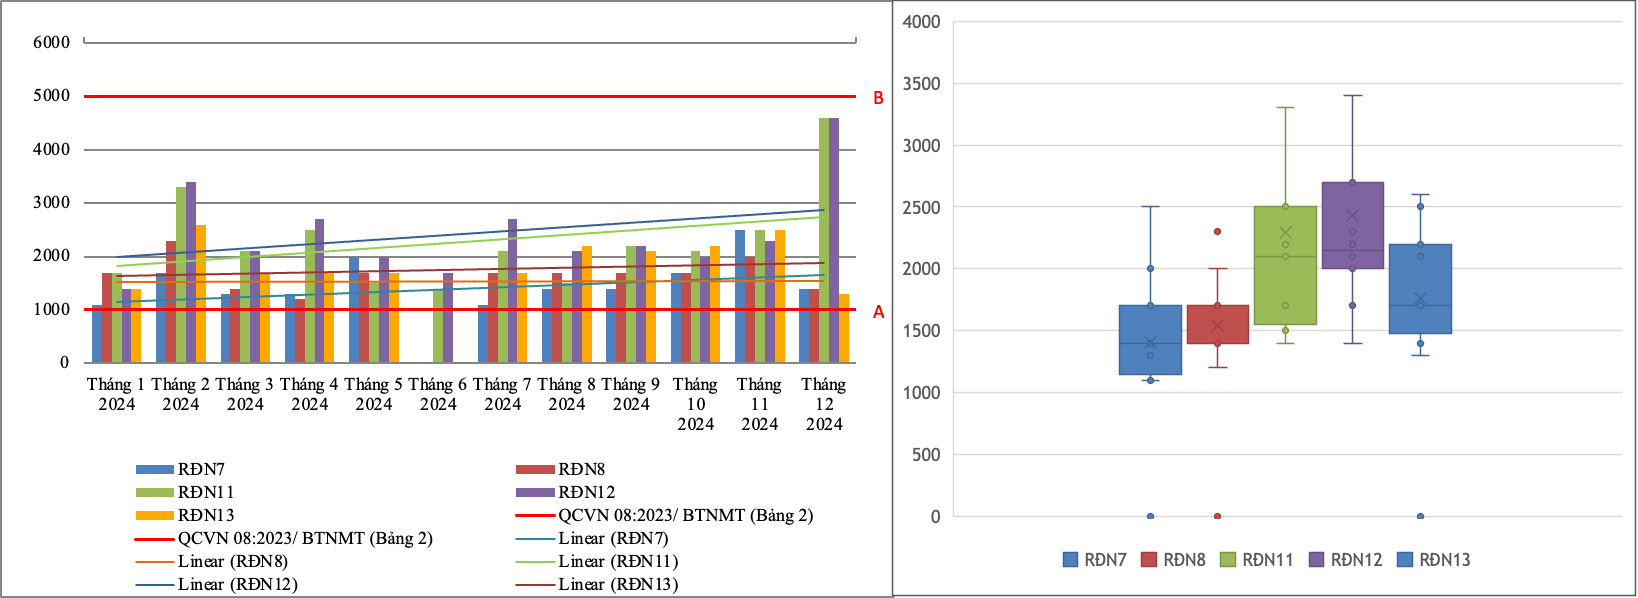 6000
5000
4000
3000
2000
1000
0
B
A
Tháng 1 2024
Tháng 2 2024
Tháng 3 2024
Tháng 4 2024
Tháng 5 2024
Tháng 6 2024
Tháng 7 2024
Tháng 8 2024
Tháng 9 2024
Tháng 10 2024
Tháng 11 2024
Tháng 12 2024
RĐN7
RĐN8
RĐN11
RĐN12
RĐN13
QCVN 08:2023/ BTNMT (Bảng 2)
QCVN 08:2023/ BTNMT (Bảng 2)
Linear (RĐN7)
Linear (RĐN8)
Linear (RĐN11)
Linear (RĐN12)
Linear (RĐN13)
4000
3500
3000
2500
2000
1500
1000
500
0
RĐN7 RĐN8 RĐN11 RĐN12 RĐN13